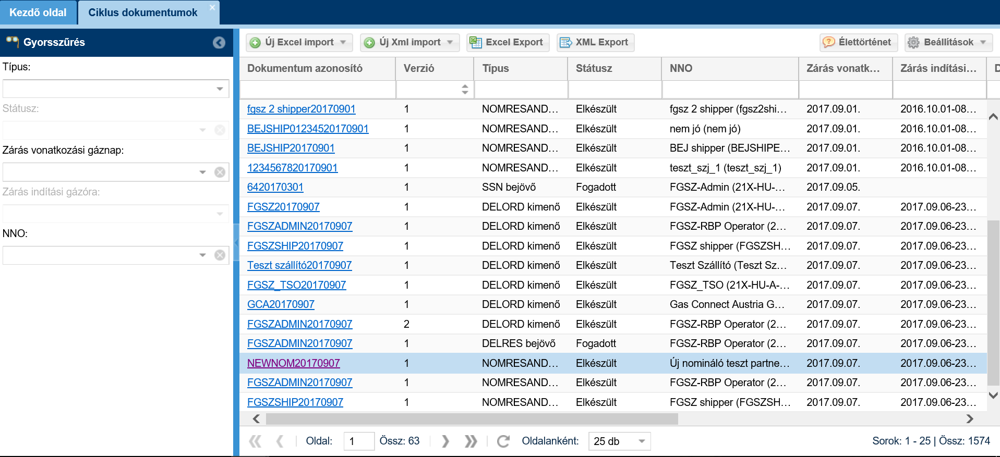 Kezdő oldal
Ciklus dokumentumok
Gyorsszűrés
Típus:
Státusz:
Zárás vonatkozási gáznap:
Zárás indítási gázóra:
NNO:
Új Excel import Új Xml import Excel Export XML Export Élettörténet Beállítások
Dokumentum azonosító Verzió Típus Státusz NNO Zárás vonatk... Zárás indítási...
fgsz 2 shipper20170901 1 NOMRESAND... Elkészült fgsz 2 shipper (fgsz2shi... 2017.09.01. 2016.10.01-08...
BEJSHIP01234520170901 1 NOMRESAND... Elkészült nem jó (nem jó) 2017.09.01. 2016.10.01-08...
BEJSHIP20170901 1 NOMRESAND... Elkészült BEJ shipper (BEJSHIPE... 2017.09.01. 2016.10.01-08...
1234567820170901 1 NOMRESAND... Elkészült teszt_szj_1 (teszt_szj_1) 2017.09.01. 2016.10.01-08...
6420170301 1 SSN bejövő Fogadott FGSZ-Admin (21X-HU-... 2017.09.05.
FGSZ20170907 1 DELORD kimenő Elkészült FGSZ-Admin (21X-HU-... 2017.09.07. 2017.09.06-23...
FGSZADMIN20170907 1 DELORD kimenő Elkészült FGSZ-RBP Operator (2... 2017.09.07. 2017.09.06-23...
FGSZSHIP20170907 1 DELORD kimenő Elkészült FGSZ shipper (FGSZSH... 2017.09.07. 2017.09.06-23...
Teszt szállító20170907 1 DELORD kimenő Elkészült Teszt Szállító (Teszt Sz... 2017.09.07. 2017.09.06-23...
FGSZ_TSO20170907 1 DELORD kimenő Elkészült FGSZ_TSO (21X-HU-A-... 2017.09.07. 2017.09.06-23...
GCA20170907 1 DELORD kimenő Elkészült Gas Connect Austria G... 2017.09.07. 2017.09.06-23...
FGSZADMIN20170907 2 DELORD kimenő Elkészült FGSZ-RBP Operator (2... 2017.09.07. 2017.09.06-23...
FGSZADMIN20170907 1 DELRES bejövő Fogadott FGSZ-RBP Operator (2... 2017.09.07. 2017.09.06-23...
NEWNOM20170907 1 NOMRESAND... Elkészült Új nomináló teszt partne... 2017.09.07. 2017.09.06-23...
FGSZADMIN20170907 1 NOMRESAND... Elkészült FGSZ-RBP Operator (2... 2017.09.07. 2017.09.06-23...
FGSZSHIP20170907 1 NOMRESAND... Elkészült FGSZ shipper (FGSZSH... 2017.09.07. 2017.09.06-23...
Oldal: 1 Össz: 63 Oldalanként: 25 db Sorok: 1 - 25 | Össz: 1574